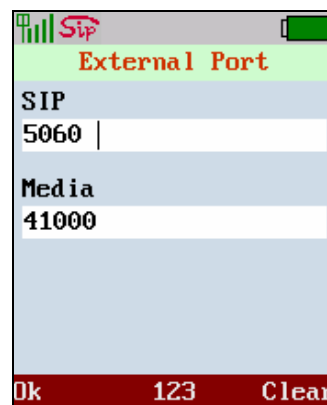 Sip
External Port
SIP
5060
Media
41000
Ok 123 Clear